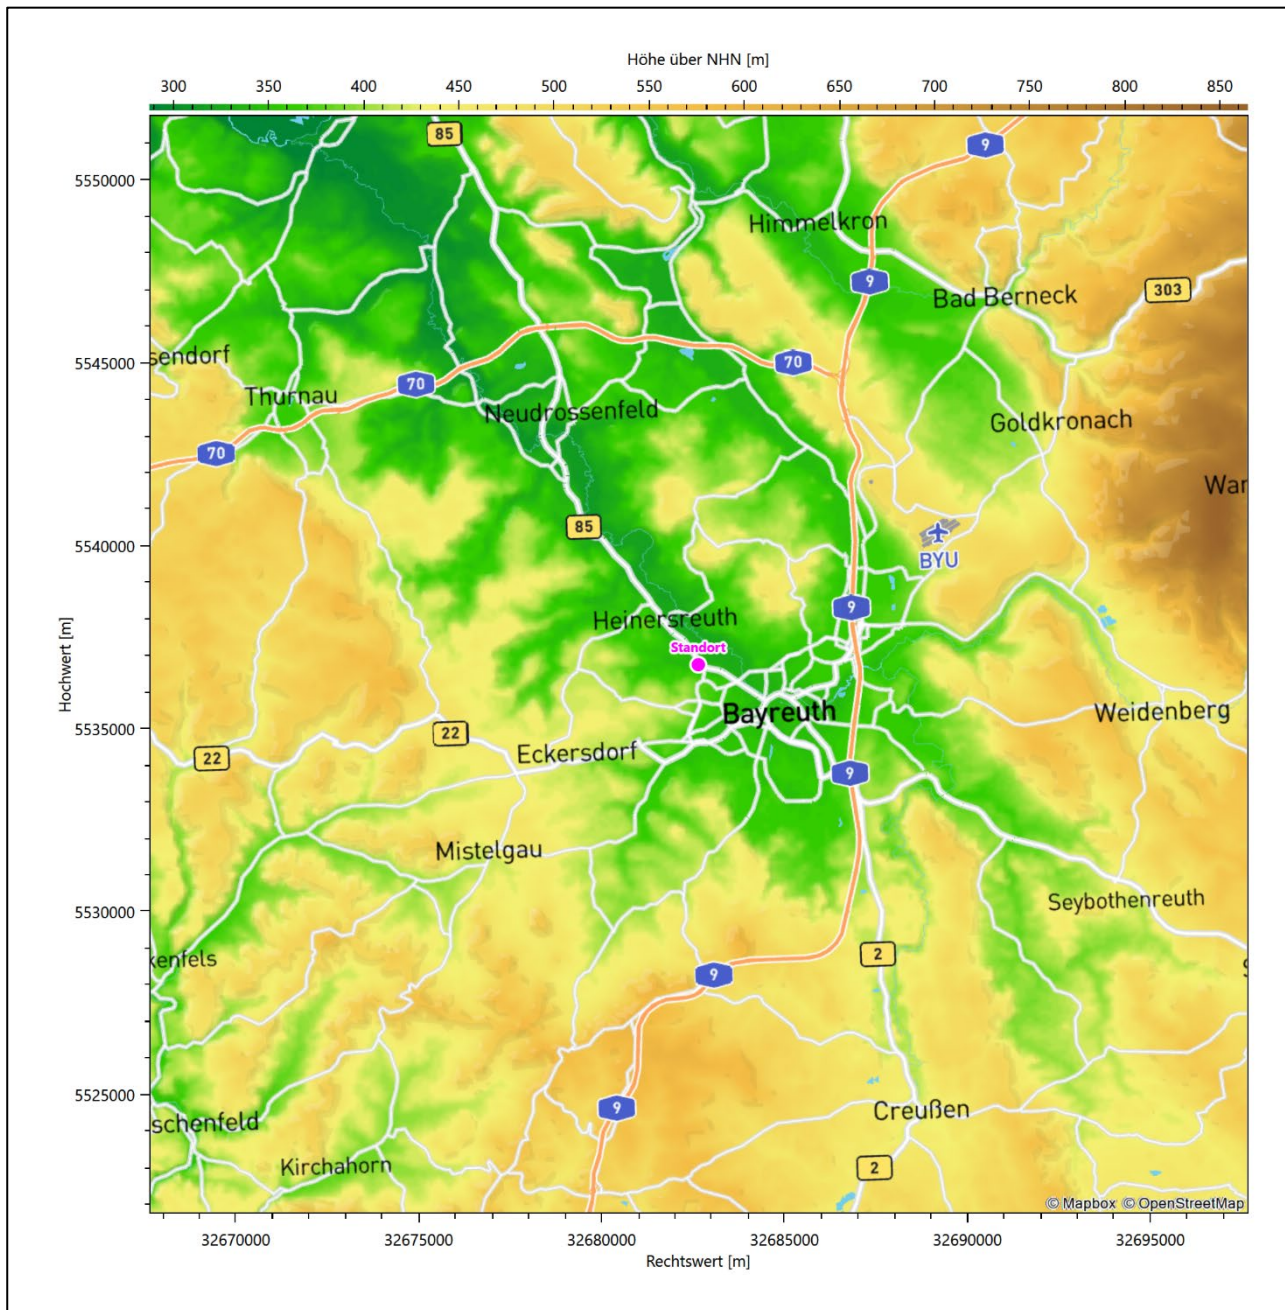 Höhe über NHN [m]
300 350 400 450 500 550 600 650 700 750 800 850
85
9
5550000
Himmelkron
9
Bad Berneck
303
sendorf
5545000
70
70
Thurnau
Neudrossenfeld
Goldkronach
70
War
85
5540000
BYU
9
Heinersreuth
Standort
Hochwert [m]
Bayreuth
Weidenberg
5535000
22
22
Eckersdorf
9
Mistelgau
Seybothenreuth
5530000
2
kenfels
9
5525000
9
Creußen
schenfeld
Kirchahorn
2
© Mapbox © OpenStreetMap
32670000 32675000 32680000 32685000 32690000 32695000
Rechtswert [m]